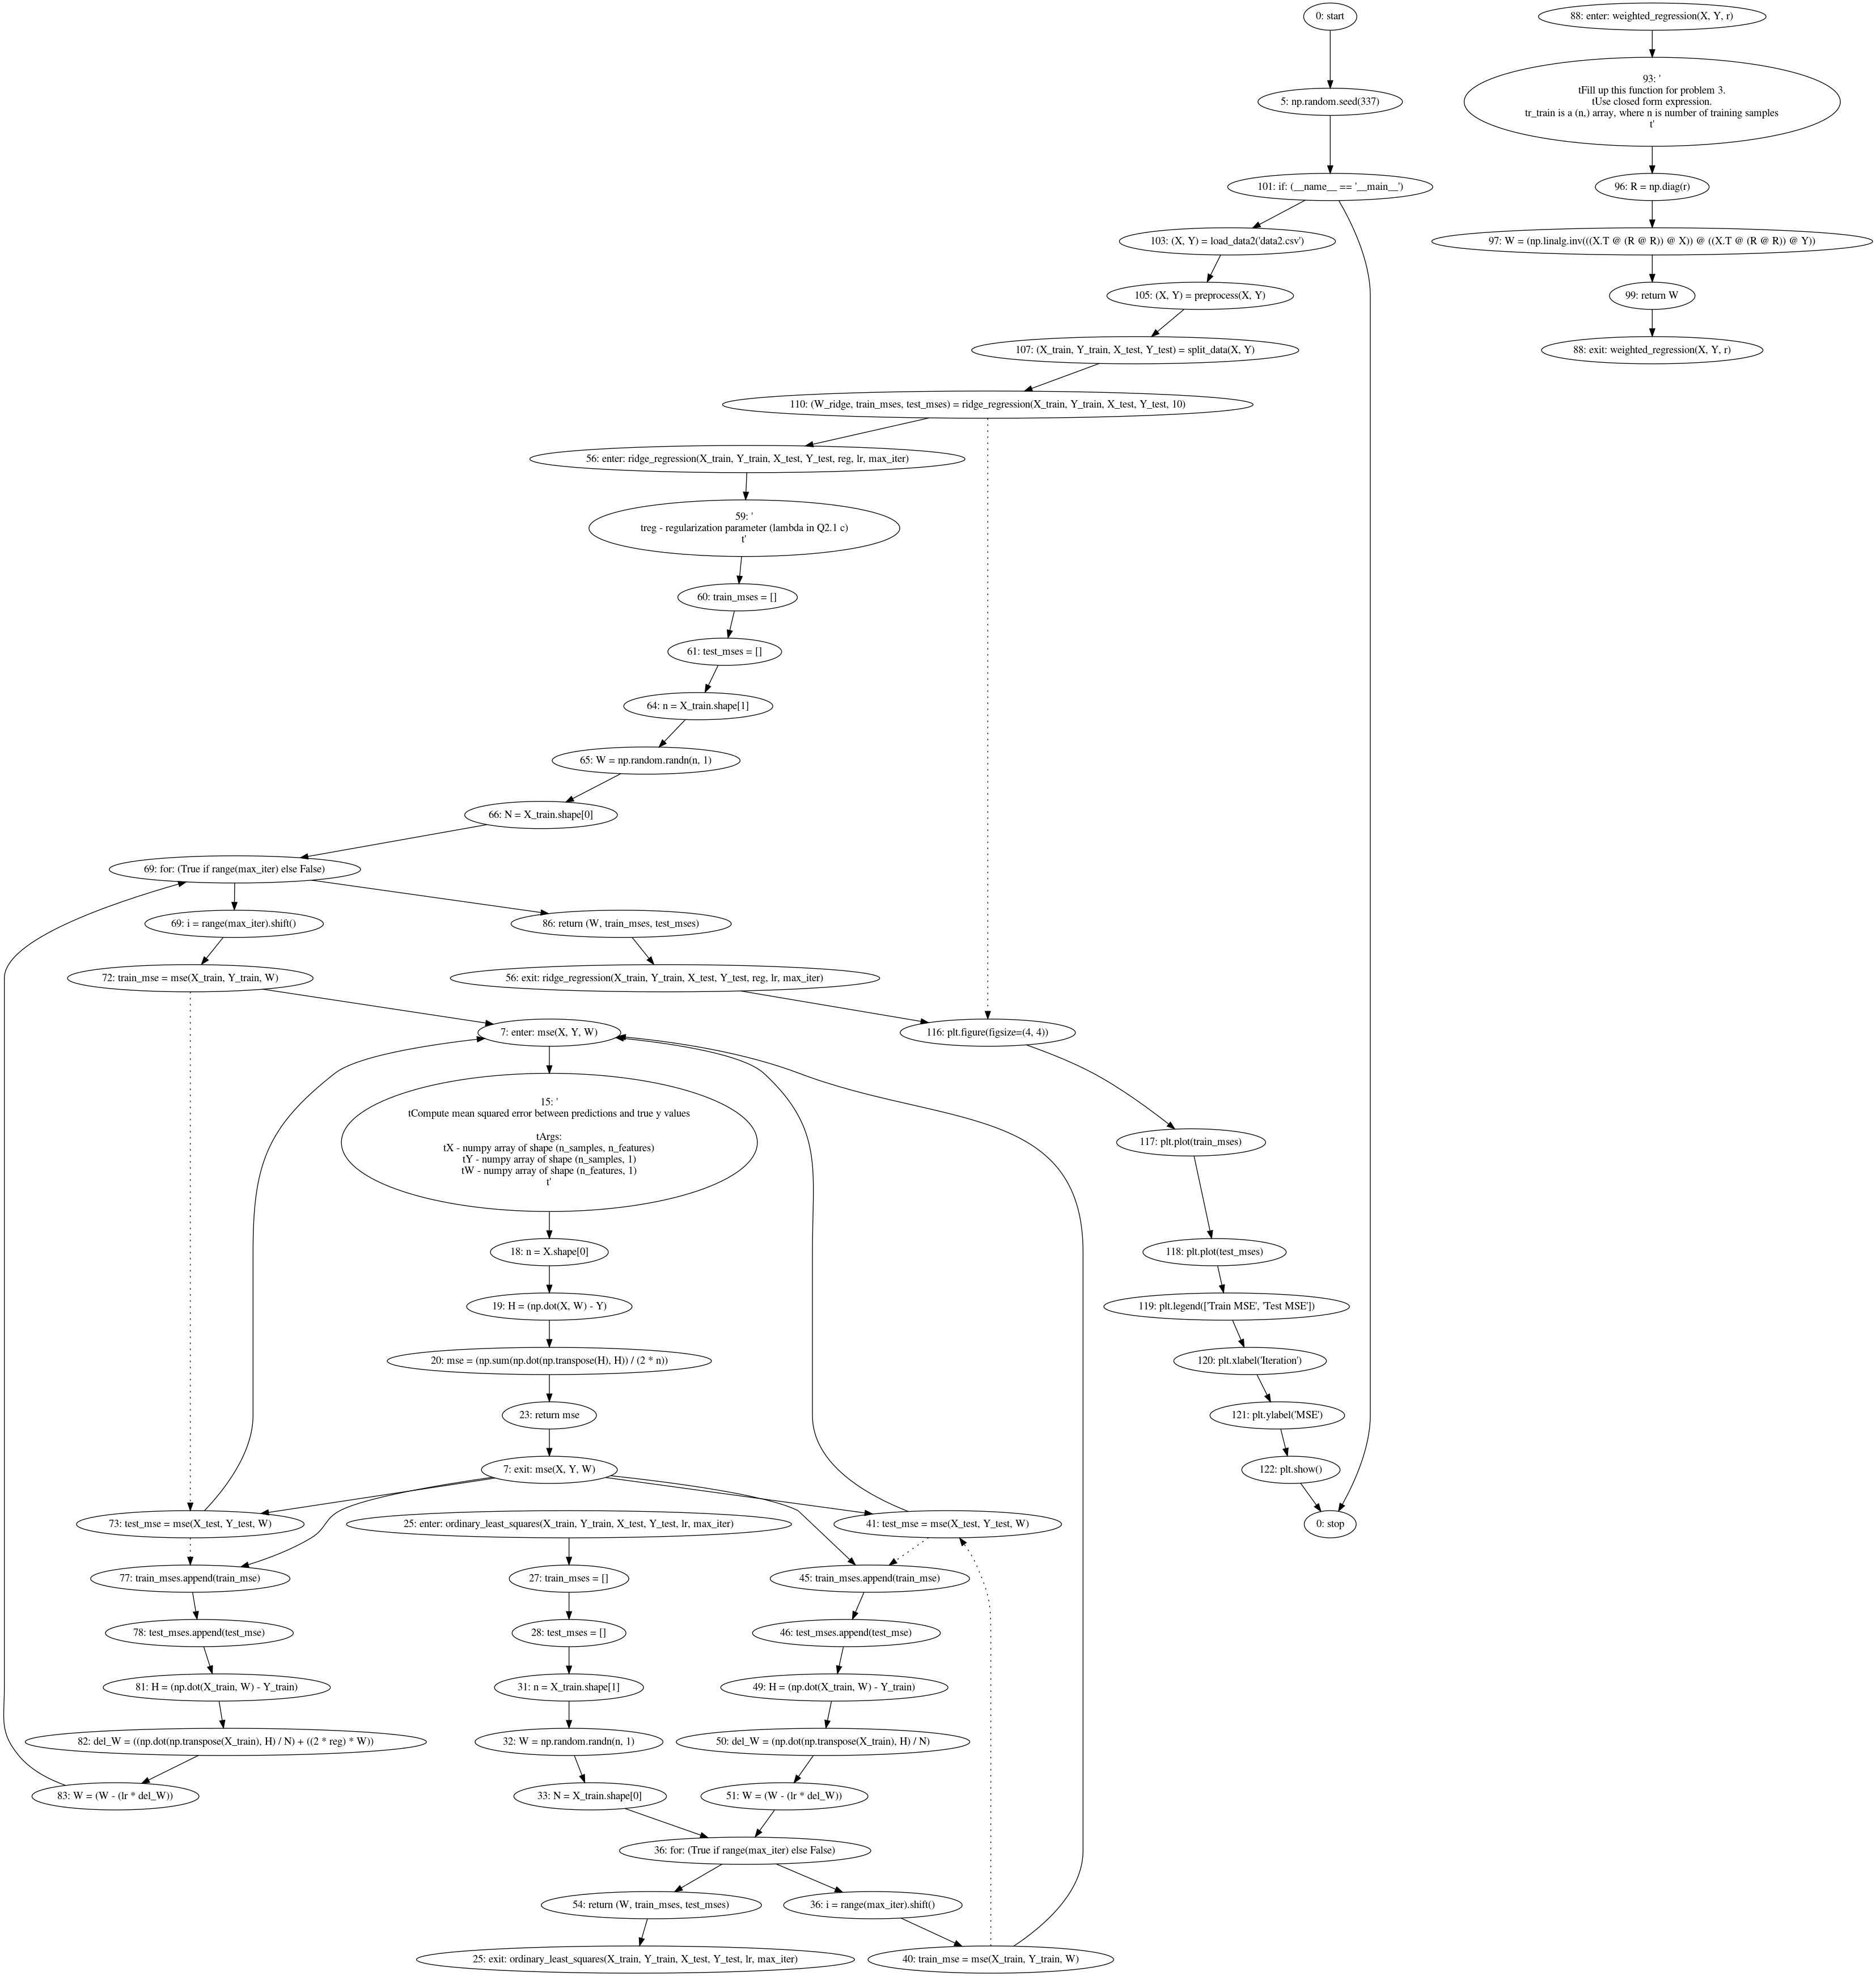 0: start
88: enter: weighted_regression(X, Y, r)
5: np.random.seed(337)
93: '
tFill up this function for problem 3.
tUse closed form expression.
tr_train is a (n,) array, where n is number of training samples
t'
101: if: (__name__ == '__main__')
96: R = np.diag(r)
103: (X, Y) = load_data2('data2.csv')
97: W = (np.linalg.inv(((X.T @ (R @ R)) @ X)) @ ((X.T @ (R @ R)) @ Y))
105: (X, Y) = preprocess(X, Y)
99: return W
107: (X_train, Y_train, X_test, Y_test) = split_data(X, Y)
88: exit: weighted_regression(X, Y, r)
110: (W_ridge, train_mses, test_mses) = ridge_regression(X_train, Y_train, X_test, Y_test, 10)
56: enter: ridge_regression(X_train, Y_train, X_test, Y_test, reg, lr, max_iter)
59: '
treg - regularization parameter (lambda in Q2.1 c)
t'
60: train_mses = []
61: test_mses = []
64: n = X_train.shape[1]
65: W = np.random.randn(n, 1)
66: N = X_train.shape[0]
69: for: (True if range(max_iter) else False)
69: i = range(max_iter).shift()
86: return (W, train_mses, test_mses)
72: train_mse = mse(X_train, Y_train, W)
56: exit: ridge_regression(X_train, Y_train, X_test, Y_test, reg, lr, max_iter)
7: enter: mse(X, Y, W)
116: plt.figure(figsize=(4, 4))
15: '
tCompute mean squared error between predictions and true y values
tArgs:
tX - numpy array of shape (n_samples, n_features)
tY - numpy array of shape (n_samples, 1)
tW - numpy array of shape (n_features, 1)
t'
117: plt.plot(train_mses)
18: n = X.shape[0]
118: plt.plot(test_mses)
19: H = (np.dot(X, W) - Y)
119: plt.legend(['Train MSE', 'Test MSE'])
20: mse = (np.sum(np.dot(np.transpose(H), H)) / (2 * n))
120: plt.xlabel('Iteration')
23: return mse
121: plt.ylabel('MSE')
7: exit: mse(X, Y, W)
122: plt.show()
73: test_mse = mse(X_test, Y_test, W)
25: enter: ordinary_least_squares(X_train, Y_train, X_test, Y_test, lr, max_iter)
41: test_mse = mse(X_test, Y_test, W)
0: stop
77: train_mses.append(train_mse)
27: train_mses = []
45: train_mses.append(train_mse)
78: test_mses.append(test_mse)
28: test_mses = []
46: test_mses.append(test_mse)
81: H = (np.dot(X_train, W) - Y_train)
31: n = X_train.shape[1]
49: H = (np.dot(X_train, W) - Y_train)
82: del_W = ((np.dot(np.transpose(X_train), H) / N) + ((2 * reg) * W))
32: W = np.random.randn(n, 1)
50: del_W = (np.dot(np.transpose(X_train), H) / N)
83: W = (W - (lr * del_W))
33: N = X_train.shape[0]
51: W = (W - (lr * del_W))
36: for: (True if range(max_iter) else False)
54: return (W, train_mses, test_mses)
36: i = range(max_iter).shift()
25: exit: ordinary_least_squares(X_train, Y_train, X_test, Y_test, lr, max_iter)
40: train_mse = mse(X_train, Y_train, W)